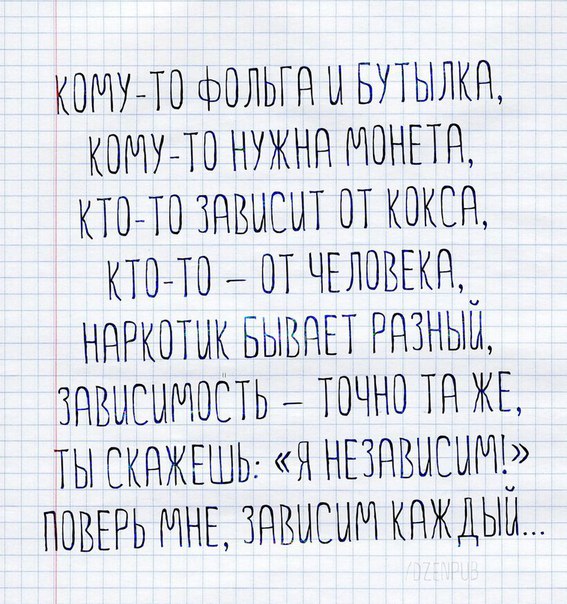 КОМУ-ТО ФОЛЬГА И БУТЫЛКА,
КОМУ-ТО НУЖНА МОНЕТА,
КТО-ТО ЗАВИСИТ ОТ КОКСА,
КТО-ТО – ОТ ЧЕЛОВЕКА,
НАРКОТИК БЫВАЕТ РАЗНЫЙ,
ЗАВИСИМОСТЬ – ТОЧНО ТА ЖЕ,
ТЫ СКАЖЕШЬ: «Я НЕЗАВИСИМ!»
ПОВЕРЬ МНЕ, ЗАВИСИМ КАЖДЫЙ...
/DZENPUB